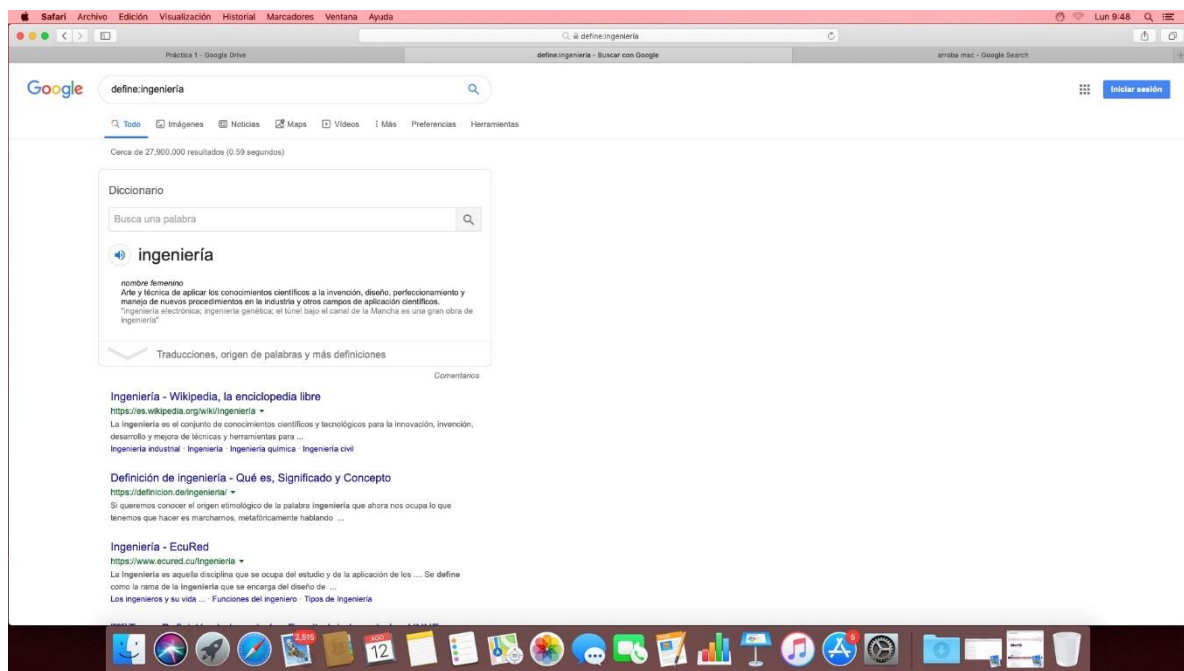 Safari Archivo Edición Visualización Historial Marcadores Ventana Ayuda Lun 9:48
define:ingeniería
Práctica 1 - Google Drive
define:ingeniería - Buscar con Google
arroba mac - Google Search
Google
define:ingeniería
Iniciar sesión
Todo Imágenes Noticias Maps Vídeos Más Preferencias Herramientas
Cerca de 27,900,000 resultados (0.59 segundos)
Diccionario
Busca una palabra
ingeniería
nombre femenino
Arte y técnica de aplicar los conocimientos científicos a la invención, diseño, perfeccionamiento y
manejo de nuevos procedimientos en la industria y otros campos de aplicación científicos.
"ingeniería electrónica; ingeniería genética; el túnel bajo el canal de la Mancha es una gran obra de
ingeniería"
Traducciones, origen de palabras y más definiciones
Comentarios
Ingeniería - Wikipedia, la enciclopedia libre
https://es.wikipedia.org/wiki/Ingeniería
La ingeniería es el conjunto de conocimientos científicos y tecnológicos para la innovación, invención,
desarrollo y mejora de técnicas y herramientas para ...
Ingeniería industrial · Ingeniería · Ingeniería química · Ingeniería civil
Definición de ingeniería - Qué es, Significado y Concepto
https://definicion.de/ingenieria/
Si queremos conocer el origen etimológico de la palabra ingeniería que ahora nos ocupa lo que
tenemos que hacer es marcharnos, metafóricamente hablando ...
Ingeniería - EcuRed
https://www.ecured.cu/Ingeniería
La Ingeniería es aquella disciplina que se ocupa del estudio y de la aplicación de los .... Se define
como la rama de la ingeniería que se encarga del diseño de ...
Los ingenieros y su vida ... · Funciones del ingeniero · Tipos de Ingeniería
2,515
AGO
12
5